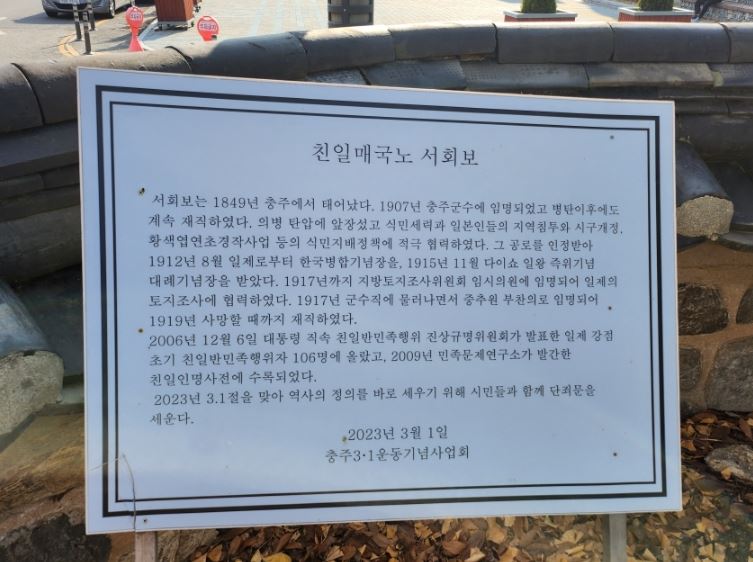 친일매국노 서회보
서회보는 1849년 충주에서 태어났다. 1907년 충주군수에 임명되었고 병탄이후에도
계속 재직하였다. 의병 탄압에 앞장섰고 식민세력과 일본인들의 지역침투와 시구개정,
황색엽연초경작사업 등의 식민지배정책에 적극 협력하였다. 그 공로를 인정받아
1912년 8월 일제로부터 한국병합기념장을, 1915년 11월 다이쇼 일왕 즉위기념
대례기념장을 받았다. 1917년까지 지방토지조사위원회 임시의원에 임명되어 일제의
토지조사에 협력하였다. 1917년 군수직에 물러나면서 중추원 부찬의로 임명되어
1919년 사망할 때까지 재직하였다.
2006년 12월 6일 대통령 직속 친일반민족행위 진상규명위원회가 발표한 일제 강점
초기 친일반민족행위자 106명에 올랐고, 2009년 민족문제연구소가 발간한
친일인명사전에 수록되었다.
2023년 3.1절을 맞아 역사의 정의를 바로 세우기 위해 시민들과 함께 단죄문을
세운다.
2023년 3월 1일
충주3·1운동기념사업회